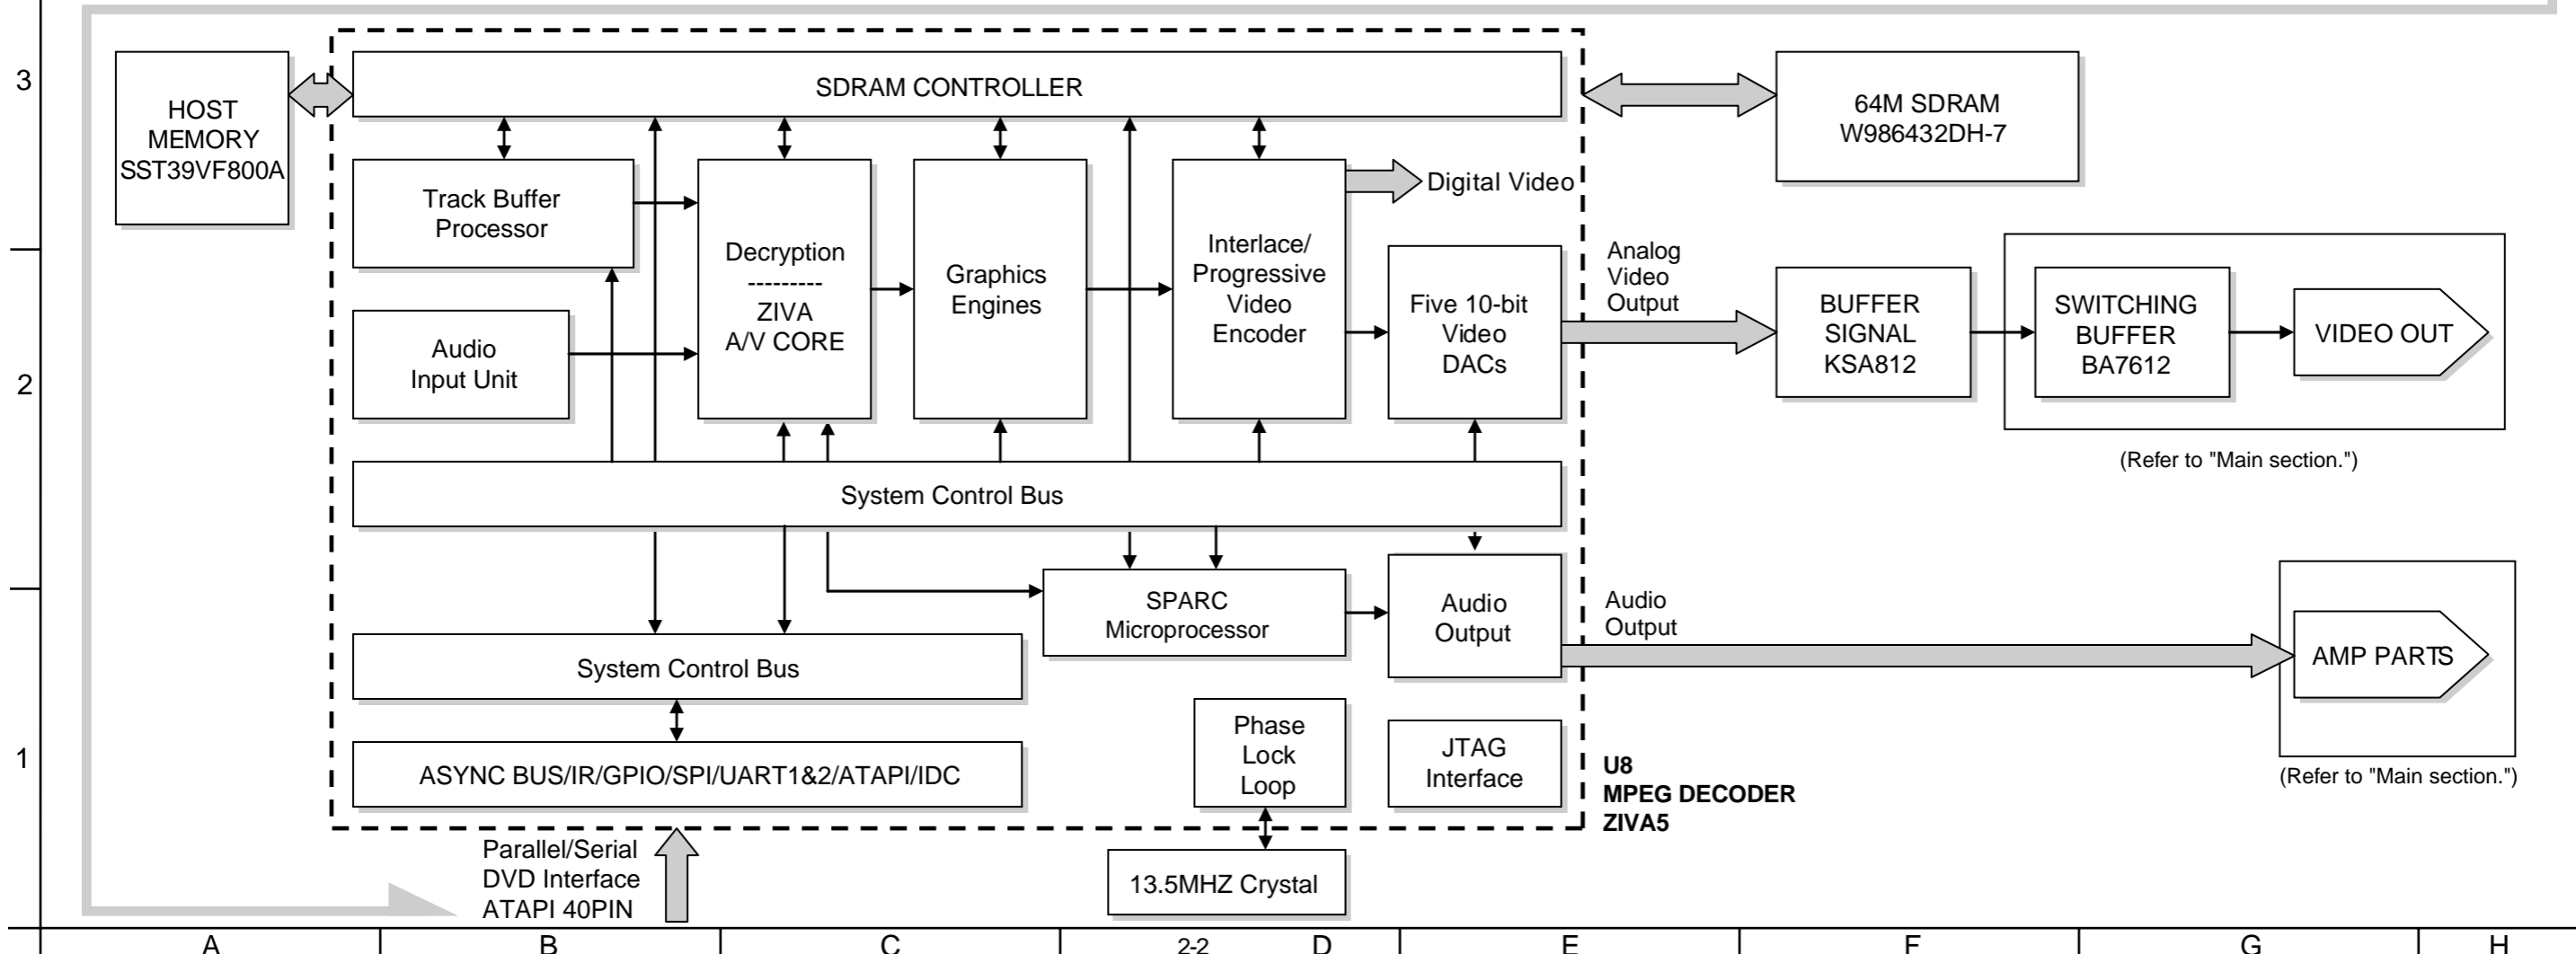 3
HOST
MEMORY
SST39VF800A
SDRAM CONTROLLER
64M SDRAM
W986432DH-7
Track Buffer
Processor
Digital Video
Decryption
---------
ZIVA
A/V CORE
Graphics
Engines
Interlace/
Progressive
Video
Encoder
Five 10-bit
Video
DACs
Analog
Video
Output
BUFFER
SIGNAL
KSA812
SWITCHING
BUFFER
BA7612
VIDEO OUT
(Refer to "Main section.")
2
Audio
Input Unit
System Control Bus
SPARC
Microprocessor
Audio
Output
Audio
Output
AMP PARTS
(Refer to "Main section.")
System Control Bus
1
ASYNC BUS/IR/GPIO/SPI/UART1&2/ATAPI/IDC
Phase
Lock
Loop
JTAG
Interface
U8
MPEG DECODER
ZIVA5
Parallel/Serial
DVD Interface
ATAPI 40PIN
13.5MHZ Crystal
A B C 2-2 D E F G H